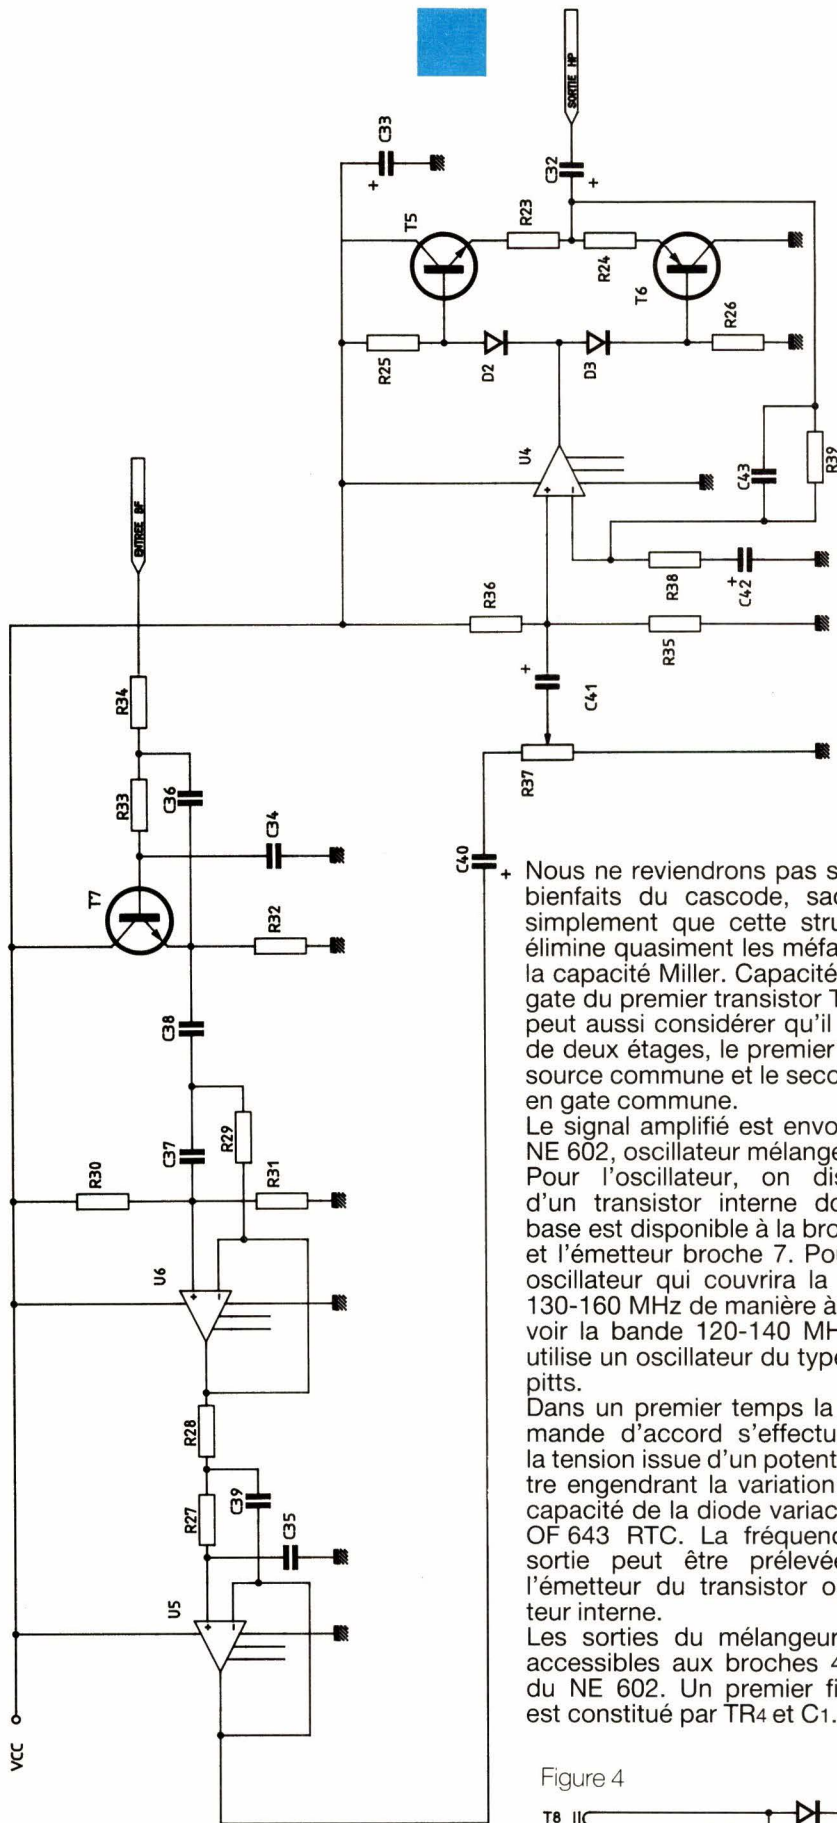 SORTIE HP
C33
+
C32
+
T5
R23
R24
T6
R25
D2
D3
R26
ENTREE BF
U4
+
−
C43
R39
R36
R38
+
C42
R34
+
C41
R35
R33
C36
R37
T7
C34
C40
+
R32
C38
R30
C37
R29
R31
U6
+
−
R28
R27
C39
C35
U5
+
−
VCC
Nous ne reviendrons pas s
bienfaits du cascode, sac
simplement que cette stru
élimine quasiment les méfa
la capacité Miller. Capacité
gate du premier transistor T
peut aussi considérer qu'il
de deux étages, le premier
source commune et le seco
en gate commune.
Le signal amplifié est envo
NE 602, oscillateur mélange
Pour l'oscillateur, on dis
d'un transistor interne do
base est disponible à la bro
et l'émetteur broche 7. Po
oscillateur qui couvrira la
130-160 MHz de manière à
voir la bande 120-140 MH
utilise un oscillateur du type
pitts.
Dans un premier temps la
mande d'accord s'effectu
la tension issue d'un potent
tre engendrant la variation
capacité de la diode variac
OF 643 RTC. La fréquenc
sortie peut être prélevée
l'émetteur du transistor o
teur interne.
Les sorties du mélangeur
accessibles aux broches 4
du NE 602. Un premier fi
est constitué par TR4 et C1.
Figure 4
T8